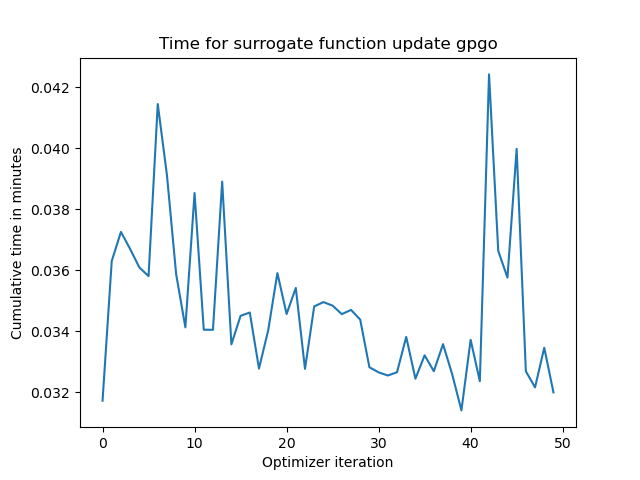 Time for surrogate function update gpgo
Cumulative time in minutes
0.042
0.040
0.038
0.036
0.034
0.032
0 10 20 30 40 50
Optimizer iteration